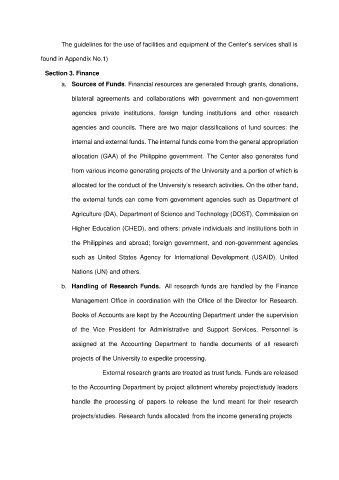 The guidelines for the use of facilities and equipment of the Center's services shall is
found in Appendix No.1)
Section 3. Finance
a. Sources of Funds. Financial resources are generated through grants, donations,
bilateral agreements and collaborations with government and non-government
agencies private institutions, foreign funding institutions and other research
agencies and councils. There are two major classifications of fund sources: the
internal and external funds. The internal funds come from the general appropriation
allocation (GAA) of the Philippine government. The Center also generates fund
from various income generating projects of the University and a portion of which is
allocated for the conduct of the University's research activities. On the other hand,
the external funds can come from government agencies such as Department of
Agriculture (DA), Department of Science and Technology (DOST), Commission on
Higher Education (CHED), and others; private individuals and institutions both in
the Philippines and abroad; foreign government, and non-government agencies
such as United States Agency for International Development (USAID), United
Nations (UN) and others.
b. Handling of Research Funds. All research funds are handled by the Finance
Management Office in coordination with the Office of the Director for Research.
Books of Accounts are kept by the Accounting Department under the supervision
of the Vice President for Administrative and Support Services. Personnel is
assigned at the Accounting Department to handle documents of all research
projects of the University to expedite processing.
External research grants are treated as trust funds. Funds are released
to the Accounting Department by project allotment whereby project/study leaders
handle the processing of papers to release the fund meant for their research
projects/studies. Research funds allocated from the income generating projects